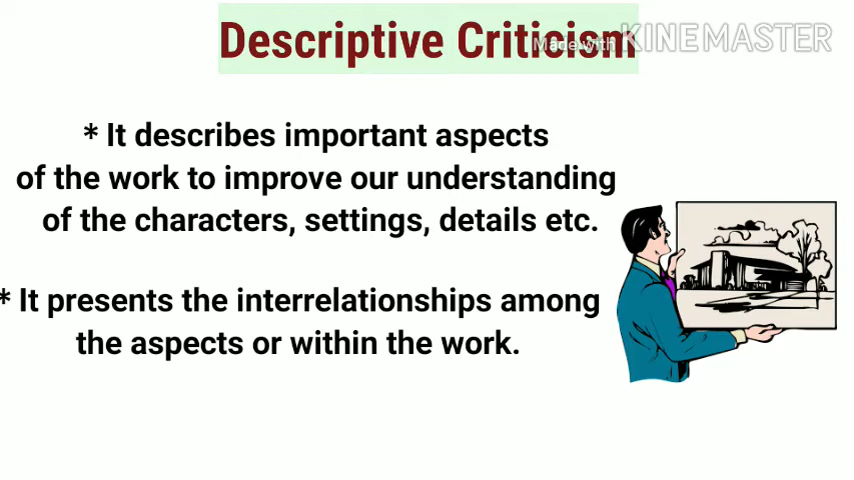 Descriptive Criticism
Made with KINEMASTER
* It describes important aspects
of the work to improve our understanding
of the characters, settings, details etc.
* It presents the interrelationships among
the aspects or within the work.